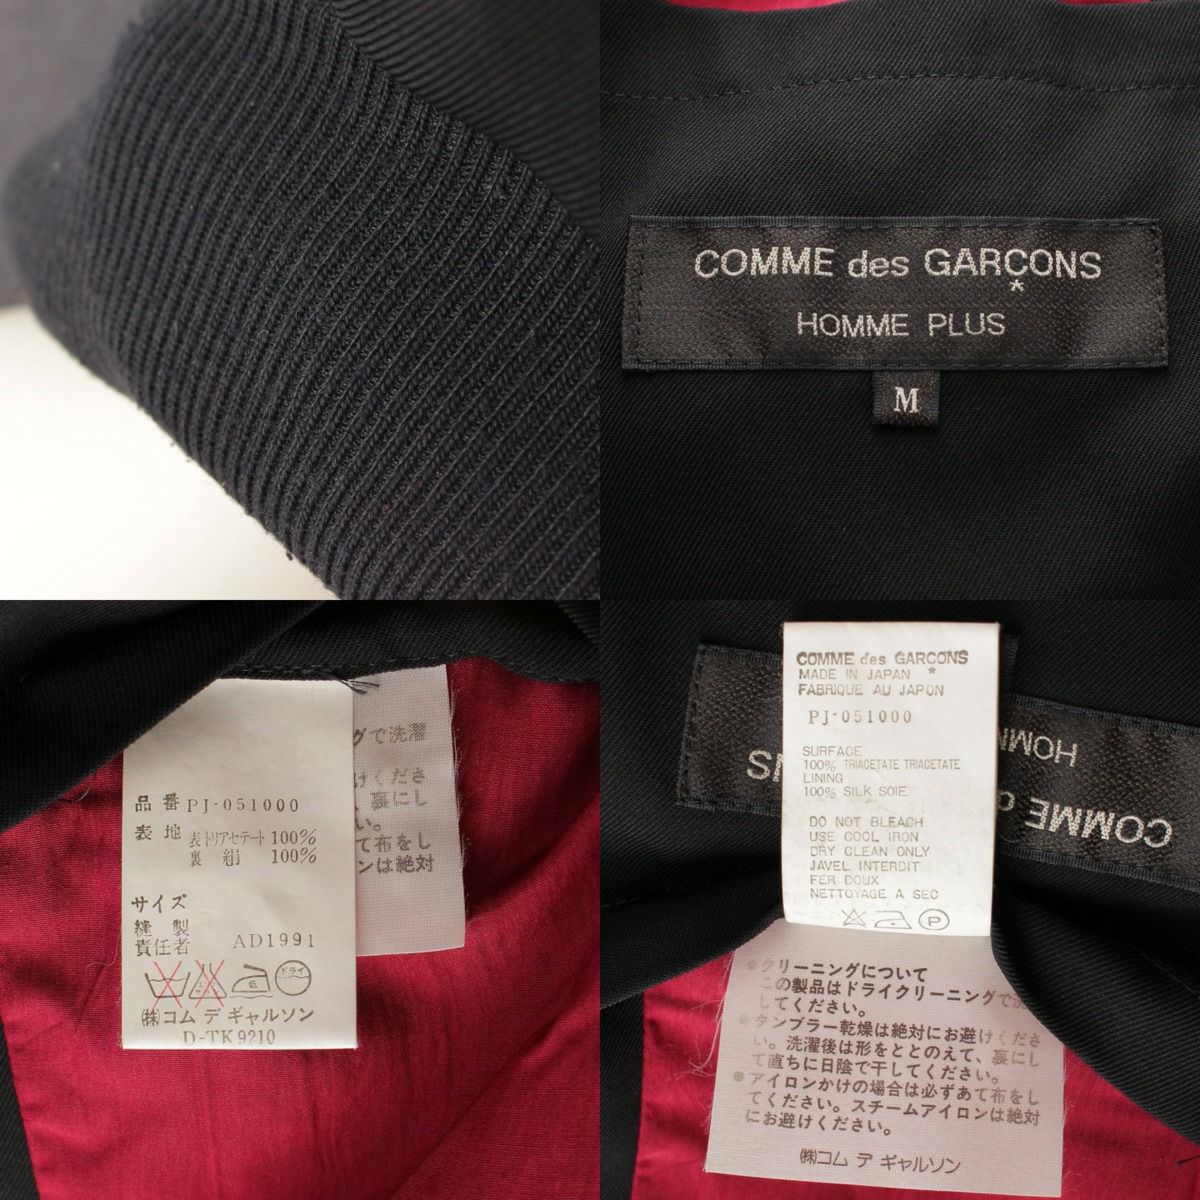 COMME des GARÇONS
*
HOMME PLUS
M
品番 PJ-051000
表地 表トリアセテート 100%
裏 絹 100%
サイズ
縫製
責任者 AD1991
ドライ
㈱コム デ ギャルソン
D-TK9210
グで洗濯
けくださ
、裏にし
い。
て布をし
ンは絶対
COMME des GARCONS
MADE IN JAPAN *
FABRIQUE AU JAPON
PJ-051000
SURFACE
100% TRIACETATE TRIACETATE
LINING
100% SILK SOIE
DO NOT BLEACH
USE COOL IRON
DRY CLEAN ONLY
JAVEL INTERDIT
FER DOUX
NETTOYAGE A SEC
P
HOMM
COMME
●クリーニングについて
この製品はドライクリーニングで洗
してください。
●タンブラー乾燥は絶対にお避けくださ
い。洗濯後は形をととのえて、裏にし
て直ちに日陰で干してください。
●アイロンかけの場合は必ずあて布をし
てください。スチームアイロンは絶対
にお避けください。
㈱コム デ ギャルソン